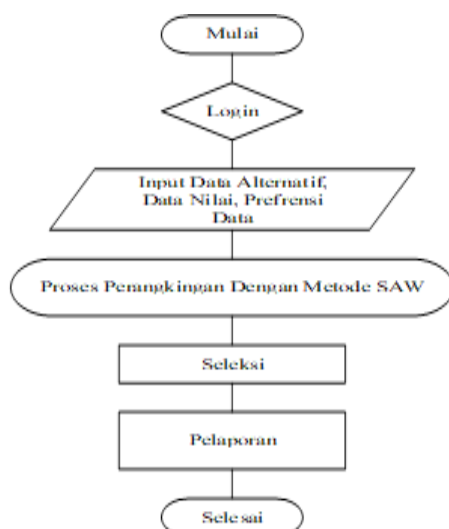 Mulai
Login
Input Data Alternatif,
Data Nilai, Prefrensi
Data
Proses Perangkingan Dengan Metode SAW
Seleksi
Pelaporan
Selesai